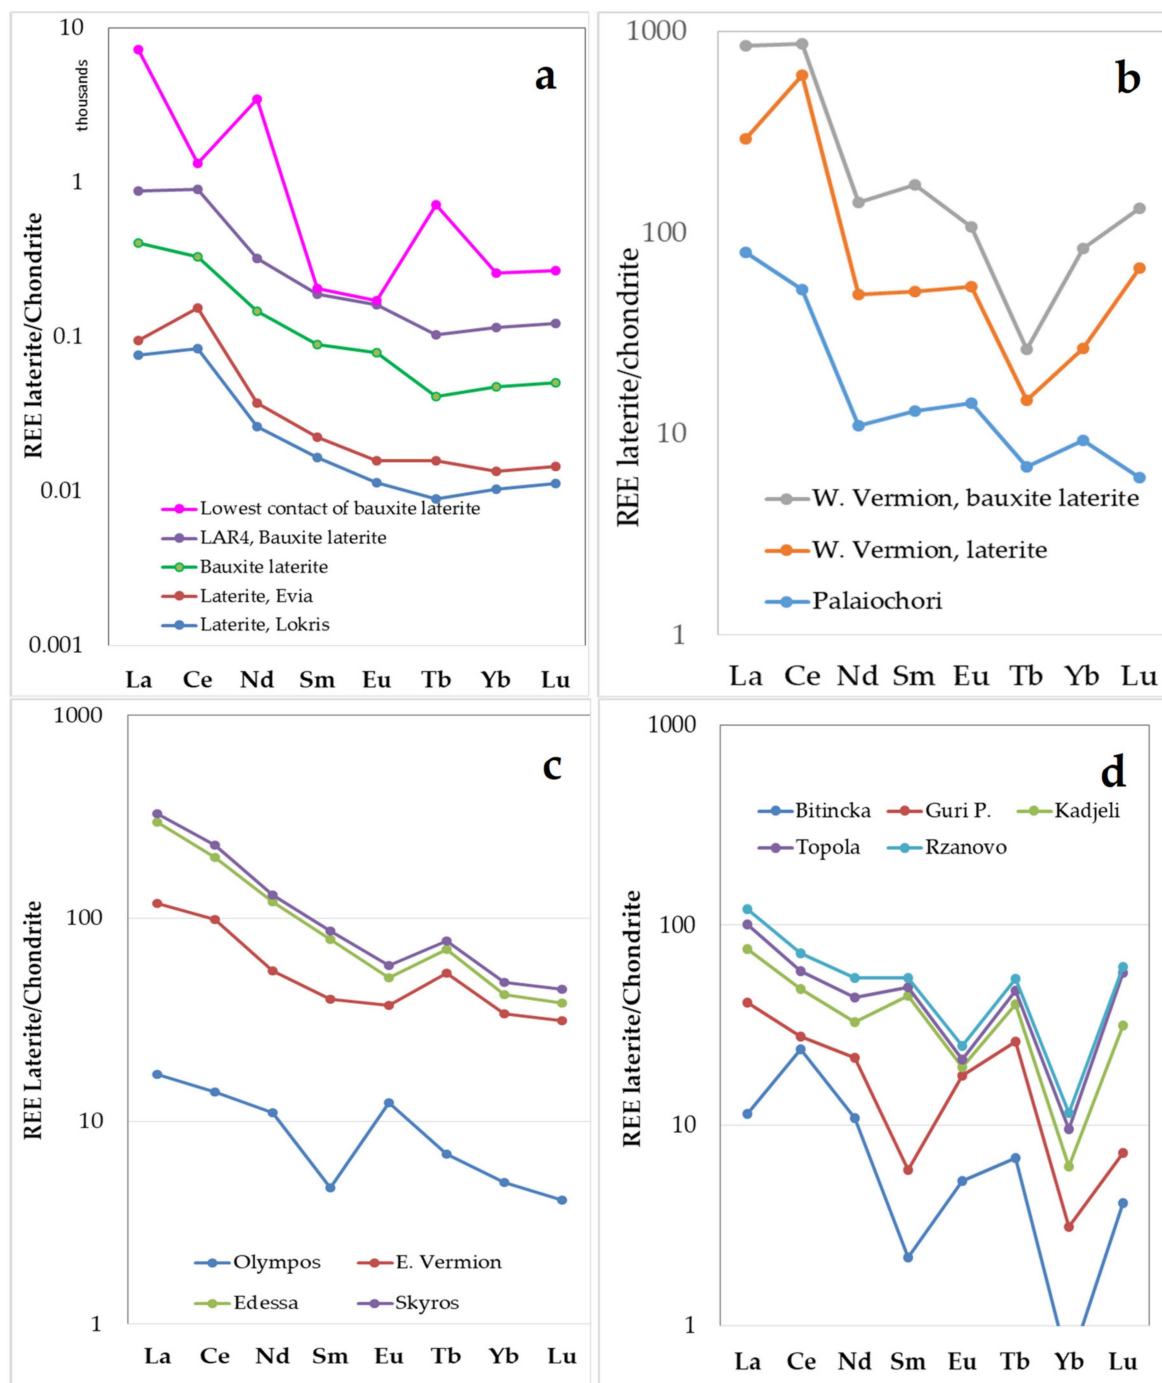 a
10
thousands
1
0.1
0.01
0.001
REE laterite/Chondrite
Lowest contact of bauxite laterite
LAR4, Bauxite laterite
Bauxite laterite
Laterite, Evia
Laterite, Lokris
La Ce Nd Sm Eu Tb Yb Lu
b
1000
100
10
1
REE laterite/chondrite
W. Vermion, bauxite laterite
W. Vermion, laterite
Palaiochori
La Ce Nd Sm Eu Tb Yb Lu
c
1000
100
10
1
REE Laterite/Chondrite
Olympos E. Vermion
Edessa Skyros
La Ce Nd Sm Eu Tb Yb Lu
d
1000
100
10
1
REE laterite/Chondrite
Bitincka Guri P. Kadjeli
Topola Rzanovo
La Ce Nd Sm Eu Tb Yb Lu